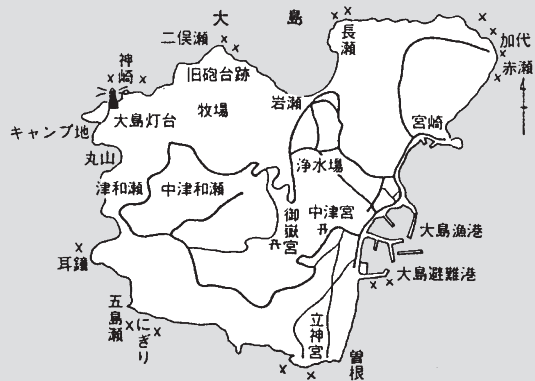 大島
二俣瀬
長瀬
加代
赤瀬
神崎
旧砲台跡
岩瀬
牧場
大島灯台
宮崎
キャンプ地
丸山
浄水場
津和瀬
中津和瀬
御嶽宮
中津宮
大島漁港
耳鐘
大島避難港
五島瀬
にぎり
立神宮
曽根